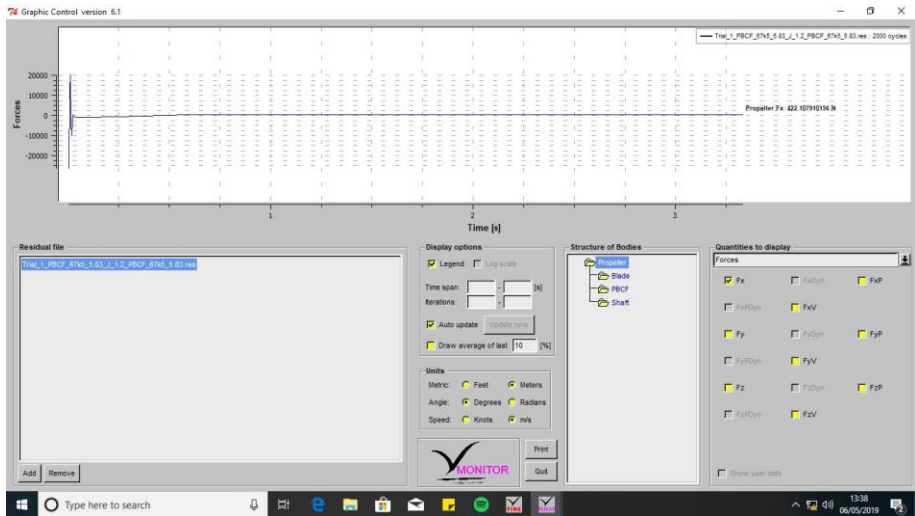 Graphic Control version 6.1
Trial_1_PBCF_67k5_5.83_J_1.2_PBCF_67k5_5.83.res : 2000 cycles
20000
10000
0
-10000
-20000
Forces
Propeller Fx: 422.107910156 N
1
2
3
Time [s]
Residual file
Trial_1_PBCF_67k5_5.83_J_1.2_PBCF_67k5_5.83.res
Add Remove
Display options
Legend Log scale
Time span: - [s]
Iterations: -
Auto update Update now
Draw average of last 10 [%]
Units
Metric: Feet Meters
Angle: Degrees Radians
Speed: Knots m/s
MONITOR
Print
Quit
Structure of Bodies
Propeller
Blade
PBCF
Shaft
Quantities to display
Forces
Fx FxDyn FxP
FxPDyn FxV
Fy FyDyn FyP
FyPDyn FyV
Fz FzDyn FzP
FzPDyn FzV
Show user data
Type here to search
FINE
13:38
06/05/2019